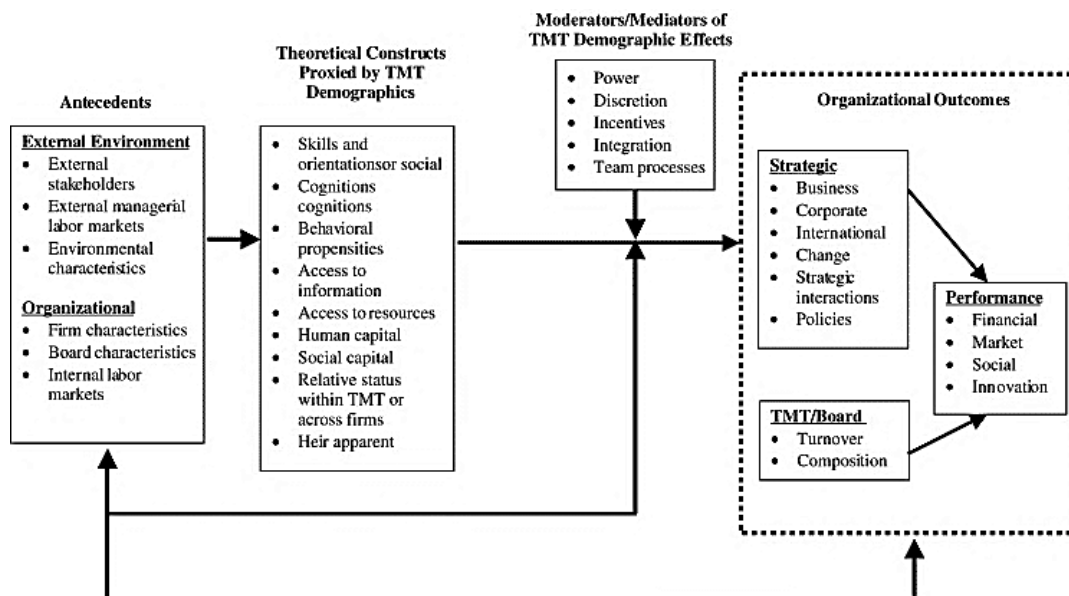 Antecedents
External Environment
• External
stakeholders
• External managerial
labor markets
• Environmental
characteristics
Organizational
• Firm characteristics
• Board characteristics
• Internal labor
markets
Theoretical Constructs
Proxied by TMT
Demographics
• Skills and
orientationsor social
• Cognitions
cognitions
• Behavioral
propensities
• Access to
information
• Access to resources
• Human capital
• Social capital
• Relative status
within TMT or
across firms
• Heir apparent
Moderators/Mediators of
TMT Demographic Effects
• Power
• Discretion
• Incentives
• Integration
• Team processes
Organizational Outcomes
Strategic
• Business
• Corporate
• International
• Change
• Strategic
interactions
• Policies
TMT/Board
• Turnover
• Composition
Performance
• Financial
• Market
• Social
• Innovation